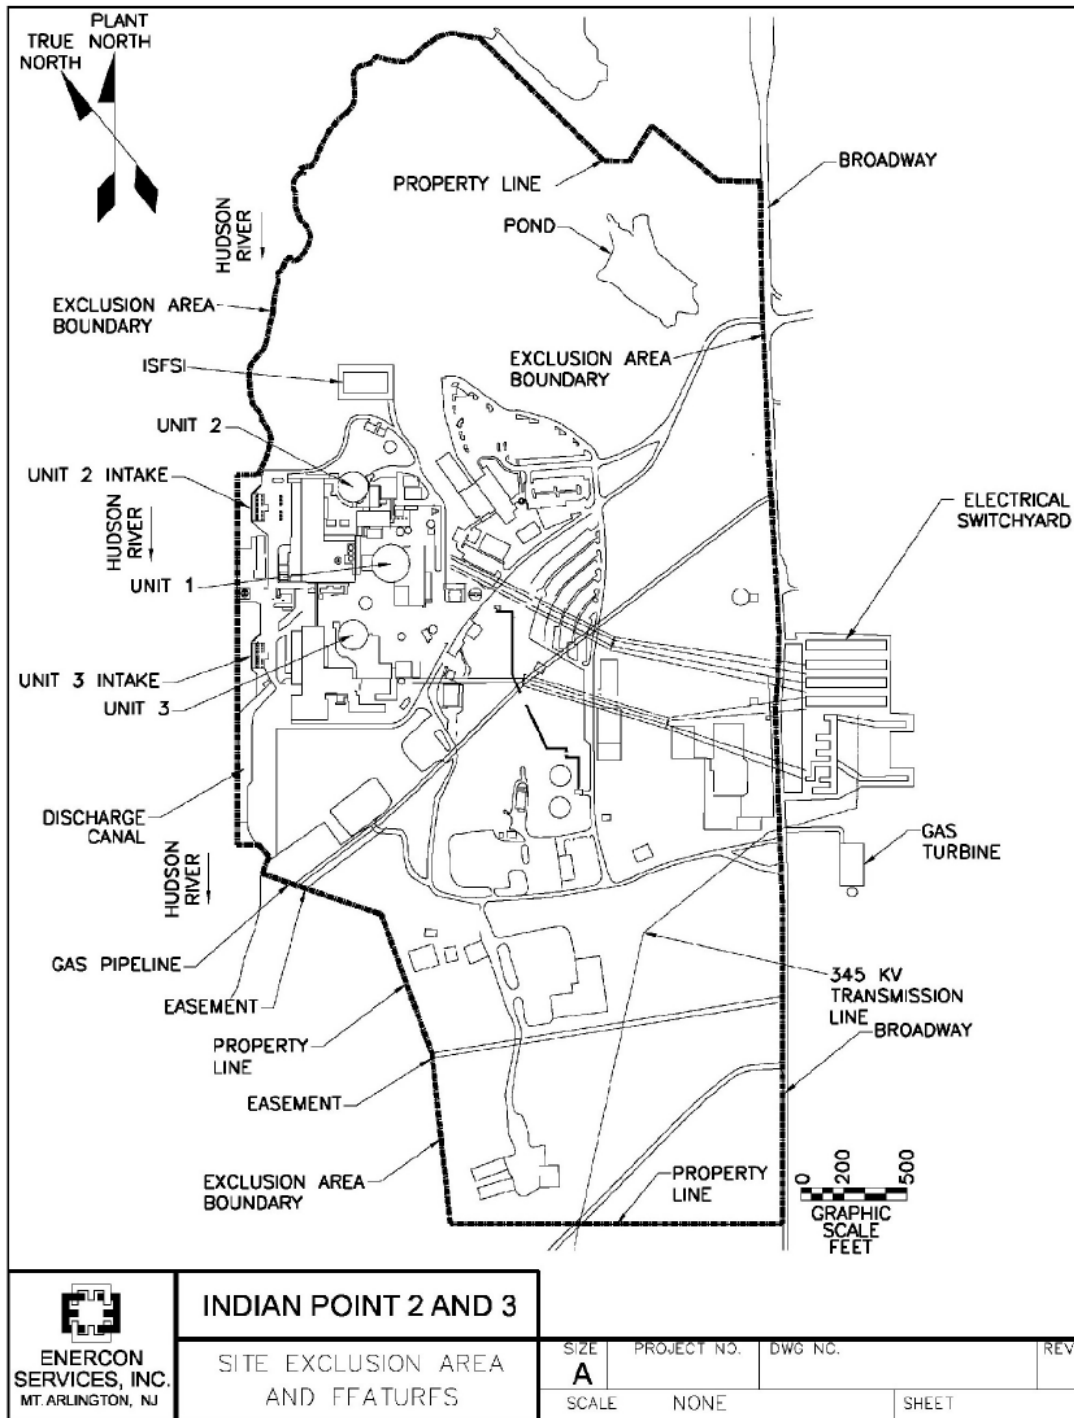 PLANT
NORTH
TRUE
NORTH
BROADWAY
PROPERTY LINE
POND
HUDSON
RIVER
EXCLUSION AREA
BOUNDARY
ISFSI
EXCLUSION AREA
BOUNDARY
UNIT 2
UNIT 2 INTAKE
HUDSON
RIVER
ELECTRICAL
SWITCHYARD
UNIT 1
UNIT 3 INTAKE
UNIT 3
DISCHARGE
CANAL
GAS
TURBINE
HUDSON
RIVER
GAS PIPELINE
EASEMENT
345 KV
TRANSMISSION
LINE
BROADWAY
PROPERTY
LINE
EASEMENT
EXCLUSION AREA
BOUNDARY
PROPERTY
LINE
0 200 500
GRAPHIC
SCALE
FEET
ENERCON
SERVICES, INC.
MT. ARLINGTON, NJ
INDIAN POINT 2 AND 3
SITE EXCLUSION AREA
AND FEATURES
SIZE
A
PROJECT NO.
DWG NO.
REV
SCALE NONE
SHEET